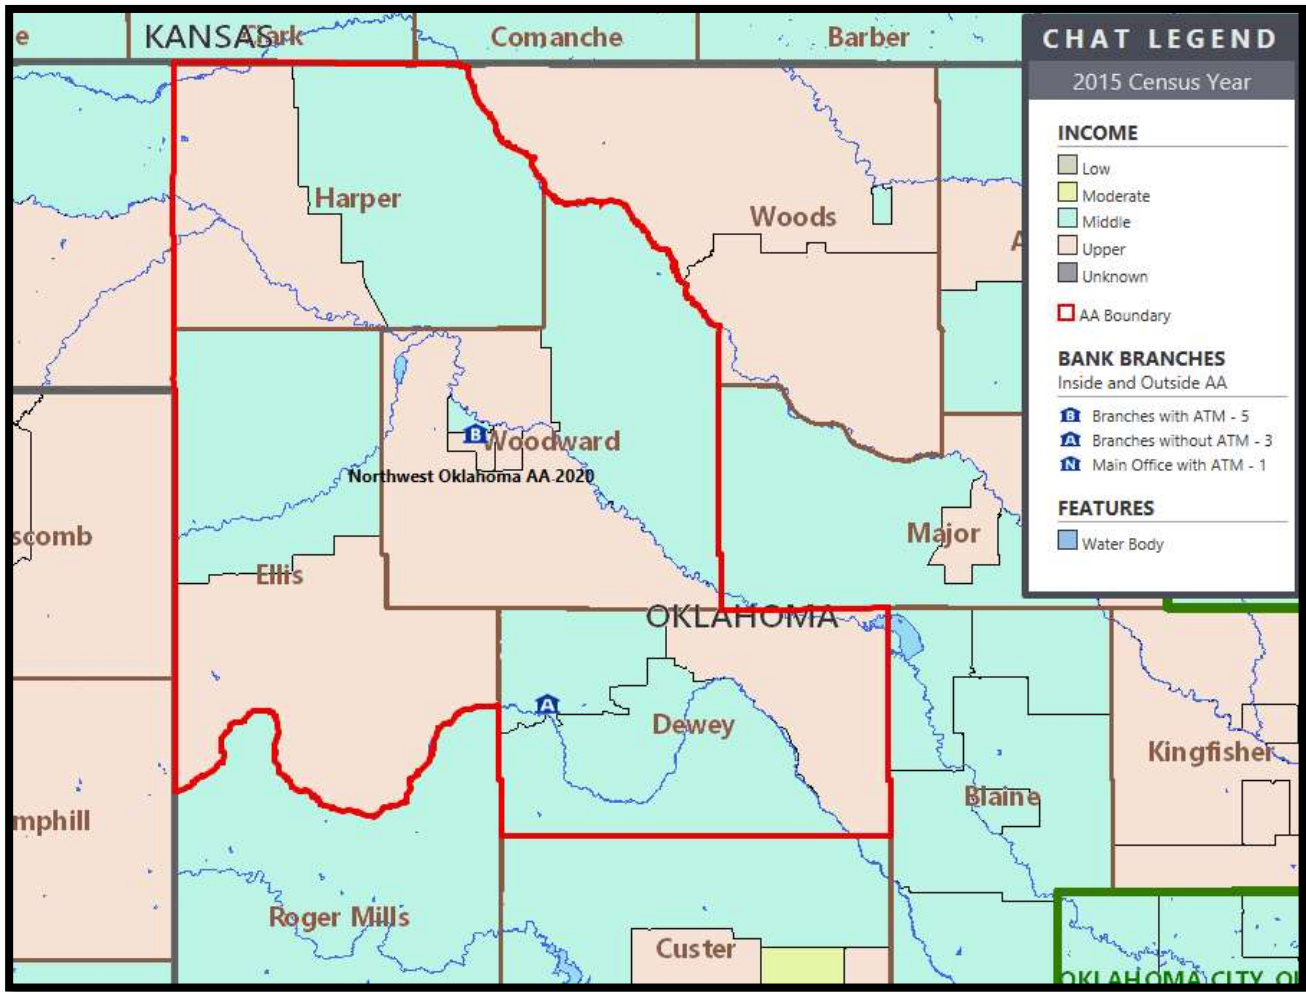 e
KANSAS
Clark
Comanche
Barber
Harper
Woods
A
Woodward
Northwest Oklahoma AA 2020
scomb
Ellis
Major
OKLAHOMA
Dewey
Kingfisher
Blaine
mphill
Roger Mills
Custer
OKLAHOMA CITY, O
B
A
CHAT LEGEND
2015 Census Year
INCOME
Low
Moderate
Middle
Upper
Unknown
AA Boundary
BANK BRANCHES
Inside and Outside AA
B Branches with ATM - 5
A Branches without ATM - 3
N Main Office with ATM - 1
FEATURES
Water Body